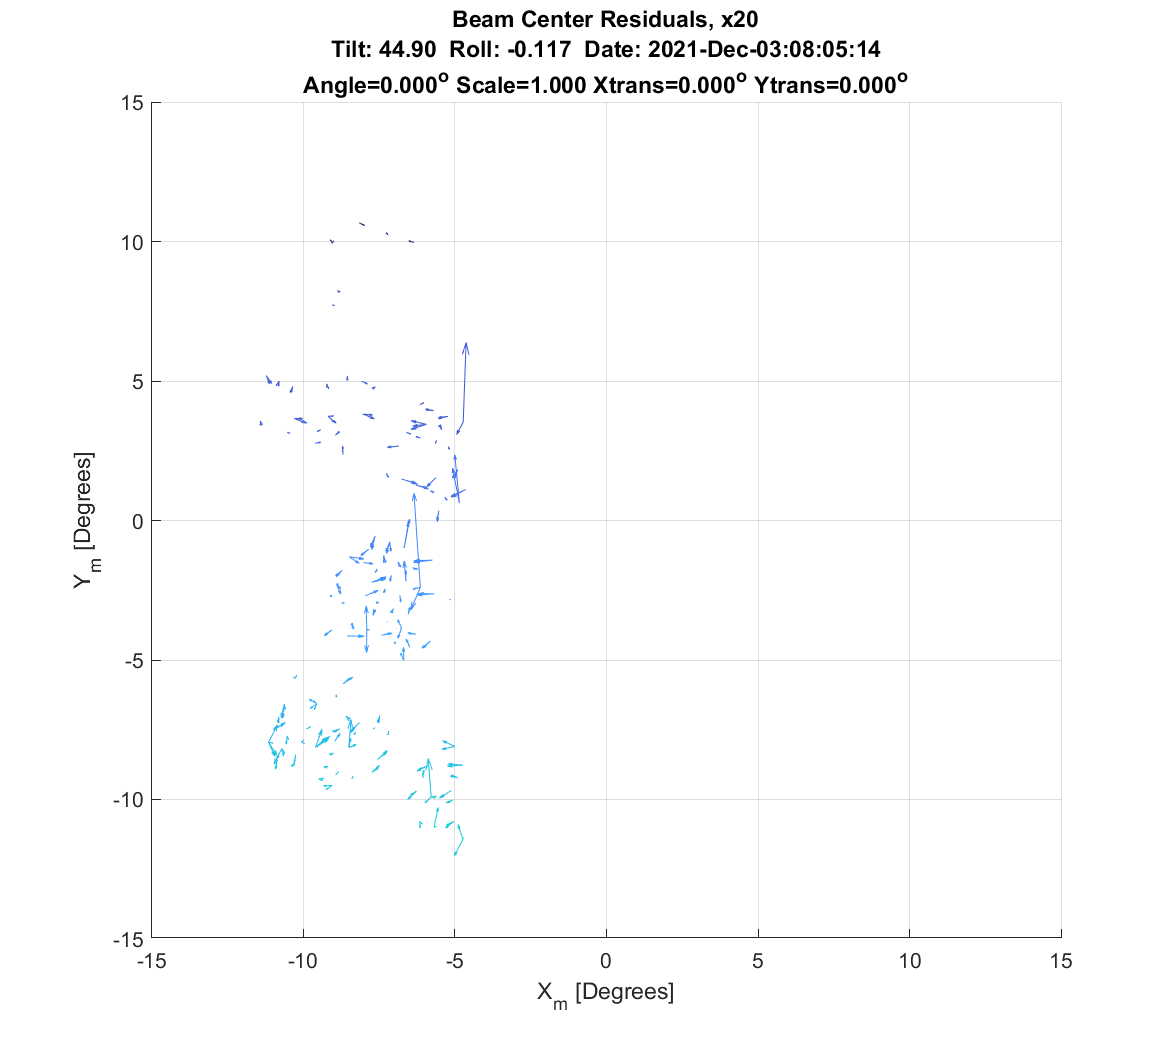 Beam Center Residuals, x20
Tilt: 44.90  Roll: -0.117  Date: 2021-Dec-03:08:05:14
Angle=0.000° Scale=1.000 Xtrans=0.000° Ytrans=0.000°
15
10
5
0
-5
-10
-15
Y_m [Degrees]
-15 -10 -5 0 5 10 15
X_m [Degrees]